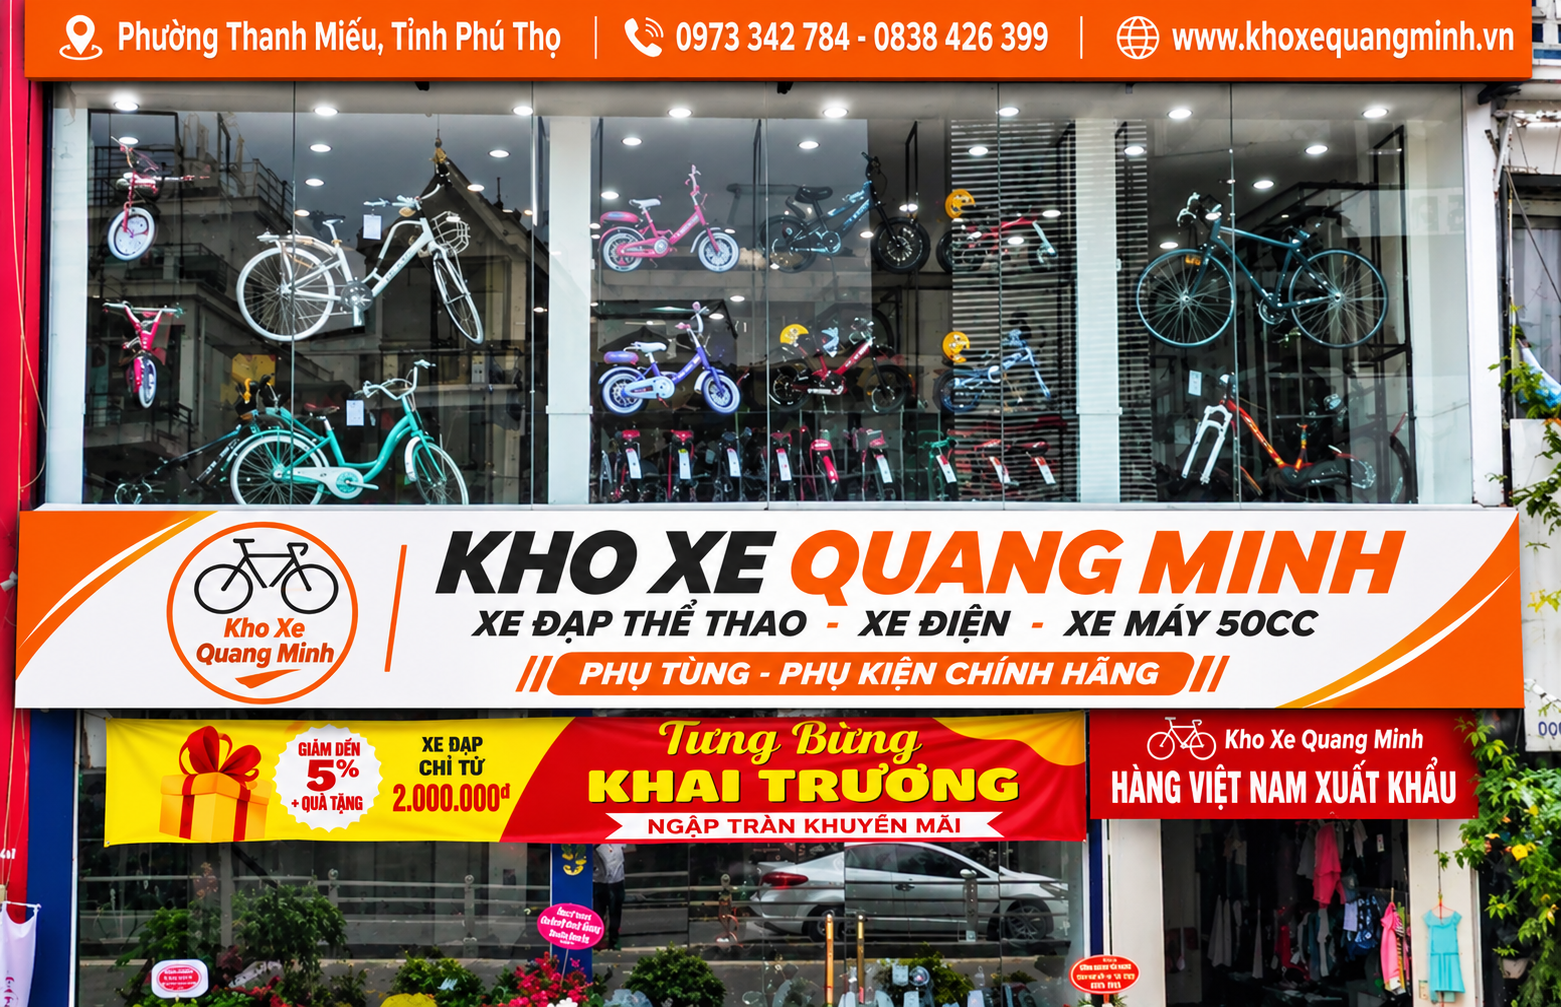 Phường Thanh Miếu, Tỉnh Phú Thọ
0973 342 784 - 0838 426 399
www.khoxequangminh.vn
Kho Xe
Quang Minh
KHO XE QUANG MINH
XE ĐẠP THỂ THAO - XE ĐIỆN - XE MÁY 50CC
PHỤ TÙNG - PHỤ KIỆN CHÍNH HÃNG
GIẢM ĐẾN
5%
+ QUÀ TẶNG
XE ĐẠP
CHỈ TỪ
2.000.000đ
Tưng Bừng
KHAI TRƯƠNG
NGẬP TRÀN KHUYẾN MÃI
Kho Xe Quang Minh
HÀNG VIỆT NAM XUẤT KHẨU